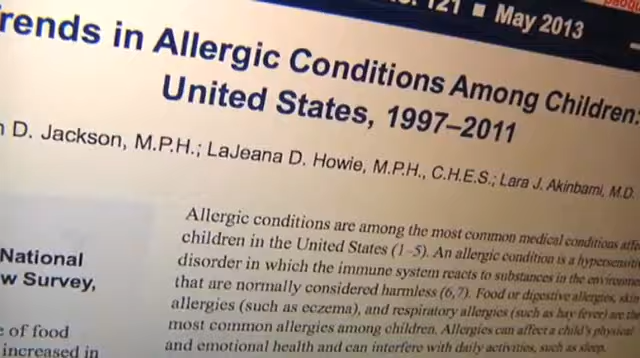 121 ■ May 2013
Trends in Allergic Conditions Among Children:
United States, 1997–2011
D. Jackson, M.P.H.; LaJeana D. Howie, M.P.H., C.H.E.S.; Lara J. Akinbami, M.D.
Allergic conditions are among the most common medical conditions
children in the United States (1–5). An allergic condition is a
disorder in which the immune system reacts to substances in the
that are normally considered harmless (6,7). Food or digestive allergies, skin
allergies (such as eczema), and respiratory allergies (such as hay fever) are the
most common allergies among children. Allergies can affect a child's physical
and emotional health and can interfere with daily activities, such as sleep,
National
Survey,
of food
increased in